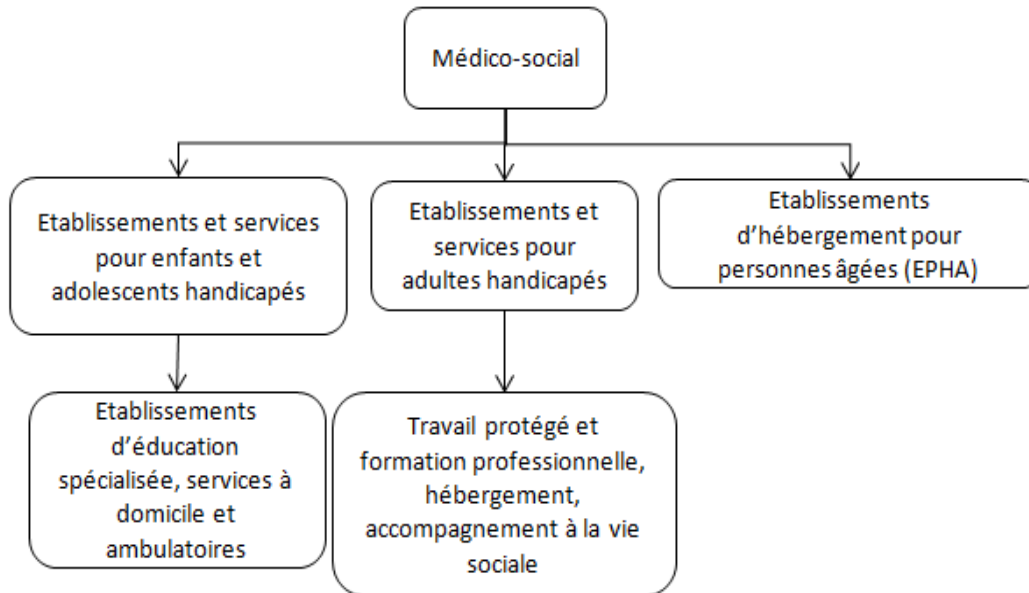 Médico-social
Etablissements et services
pour enfants et
adolescents handicapés
Etablissements et
services pour
adultes handicapés
Etablissements
d’hébergement pour
personnes âgées (EPHA)
Etablissements
d’éducation
spécialisée, services à
domicile et
ambulatoires
Travail protégé et
formation professionnelle,
hébergement,
accompagnement à la vie
sociale